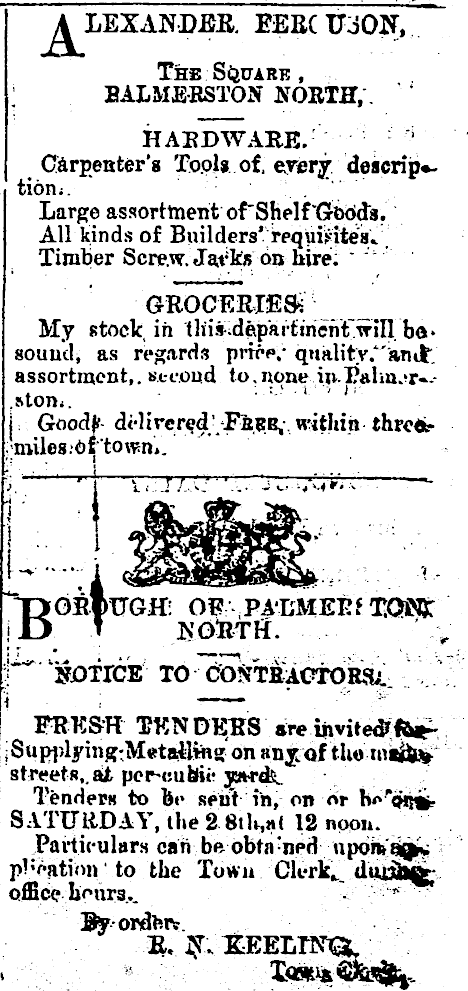 ALEXANDER FERGUSON,
THE SQUARE,
PALMERSTON NORTH,
HARDWARE.
Carpenter's Tools of every descrip-
tion.
Large assortment of Shelf Goods.
All kinds of Builders' requisites.
Timber Screw Jacks on hire.
GROCERIES.
My stock in this department will be
sound, as regards price, quality, and
assortment, second to none in Palmer-
ston.
Goods delivered FREE, within three
miles of town.
BOROUGH OF PALMERSTON
NORTH.
NOTICE TO CONTRACTORS.
FRESH TENDERS are invited for
Supplying Metalling on any of the main
streets, at per cubic yard.
Tenders to be sent in, on or before
SATURDAY, the 28th, at 12 noon.
Particulars can be obtained upon ap-
plication to the Town Clerk, during
office hours.
By order.
R. N. KEELING,
Town Clerk.